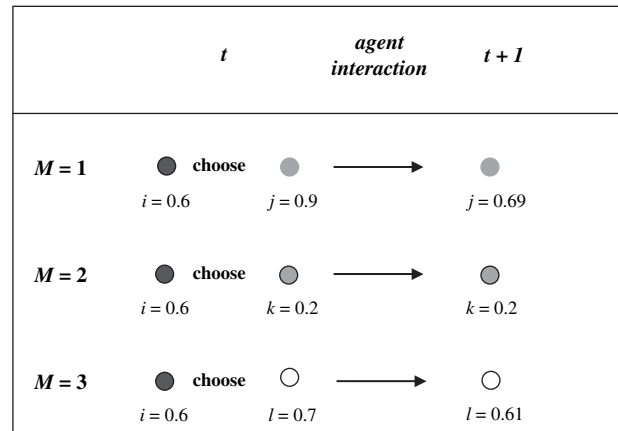 t
agent interaction
t + 1
M = 1
choose
i = 0.6
j = 0.9
j = 0.69
M = 2
choose
i = 0.6
k = 0.2
k = 0.2
M = 3
choose
i = 0.6
l = 0.7
l = 0.61